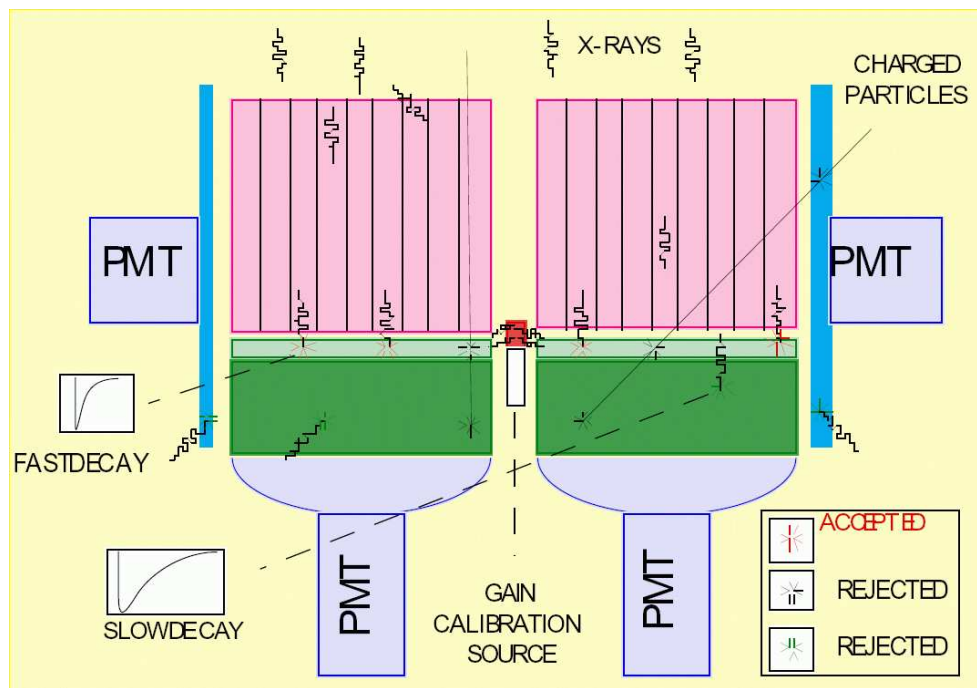 X-RAYS
CHARGED
PARTICLES
PMT
PMT
FASTDECAY
SLOWDECAY
PMT
GAIN
CALIBRATION
SOURCE
PMT
ACCEPTED
REJECTED
REJECTED